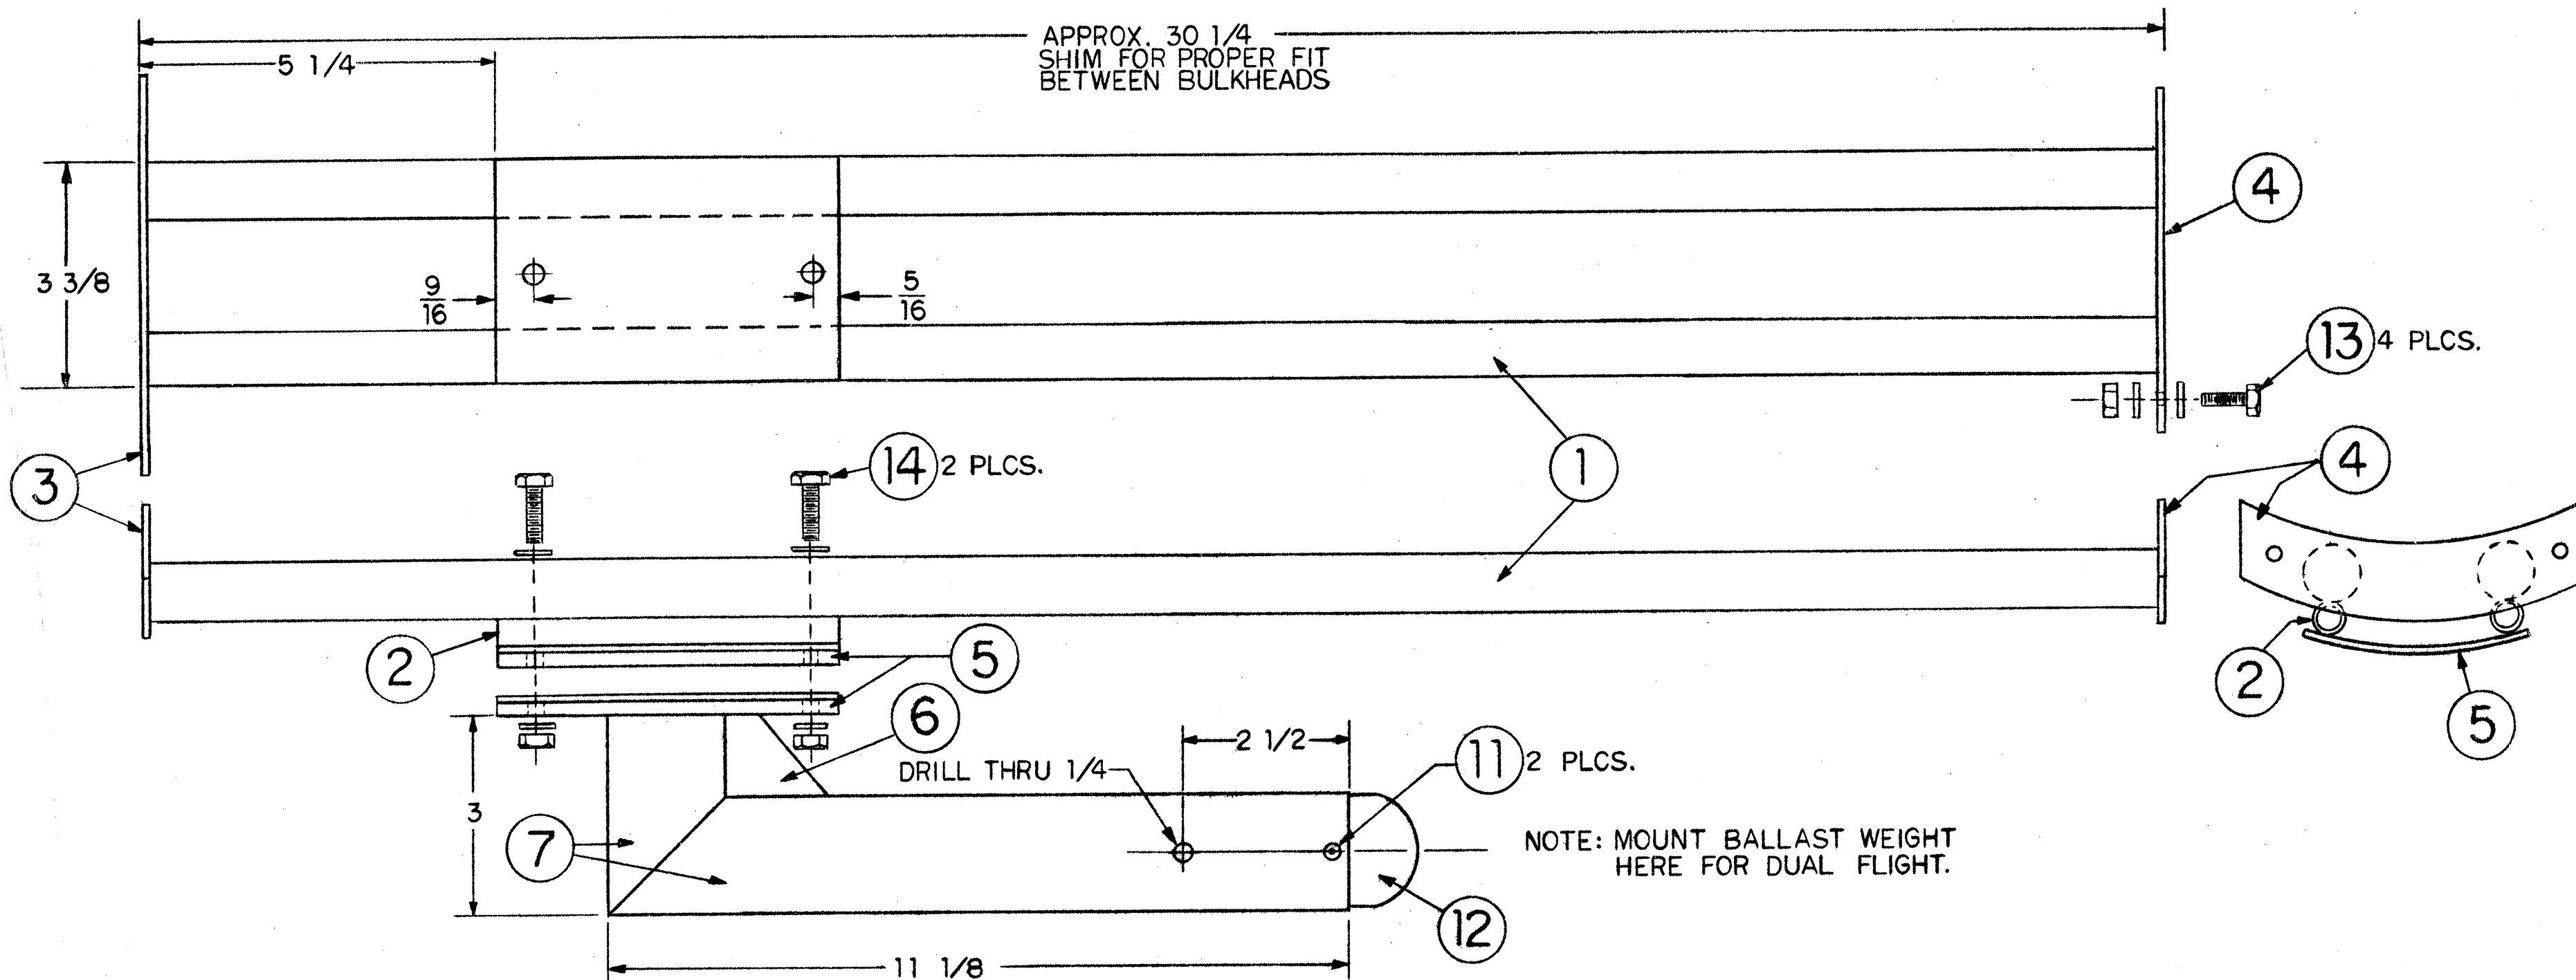 APPROX. 30 1/4
SHIM FOR PROPER FIT
BETWEEN BULKHEADS
5 1/4
4
3 3/8
9/16
5/16
13 4 PLCS.
3
14 2 PLCS.
1
4
2
5
6
2
5
2 1/2
DRILL THRU 1/4
11 2 PLCS.
3
7
NOTE: MOUNT BALLAST WEIGHT
HERE FOR DUAL FLIGHT.
12
11 1/8